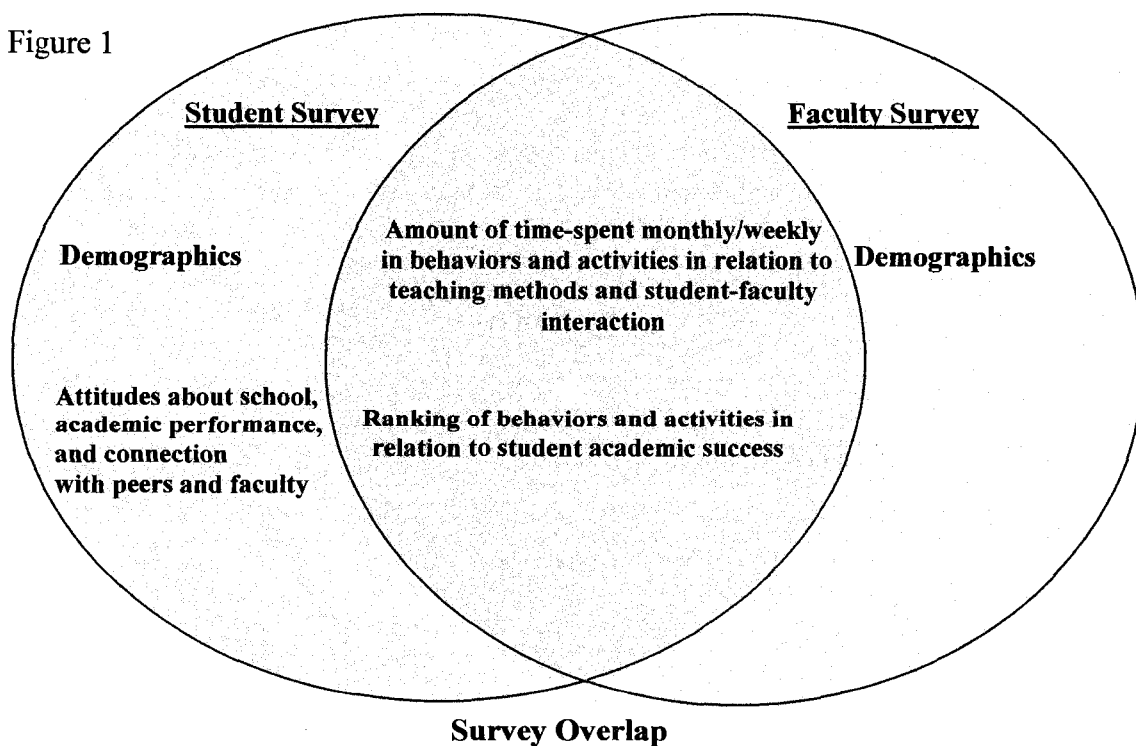 Figure 1
Student Survey
Faculty Survey
Demographics
Attitudes about school,
academic performance,
and connection
with peers and faculty
Amount of time-spent monthly/weekly
in behaviors and activities in relation to
teaching methods and student-faculty
interaction
Ranking of behaviors and activities in
relation to student academic success
Demographics
Survey Overlap